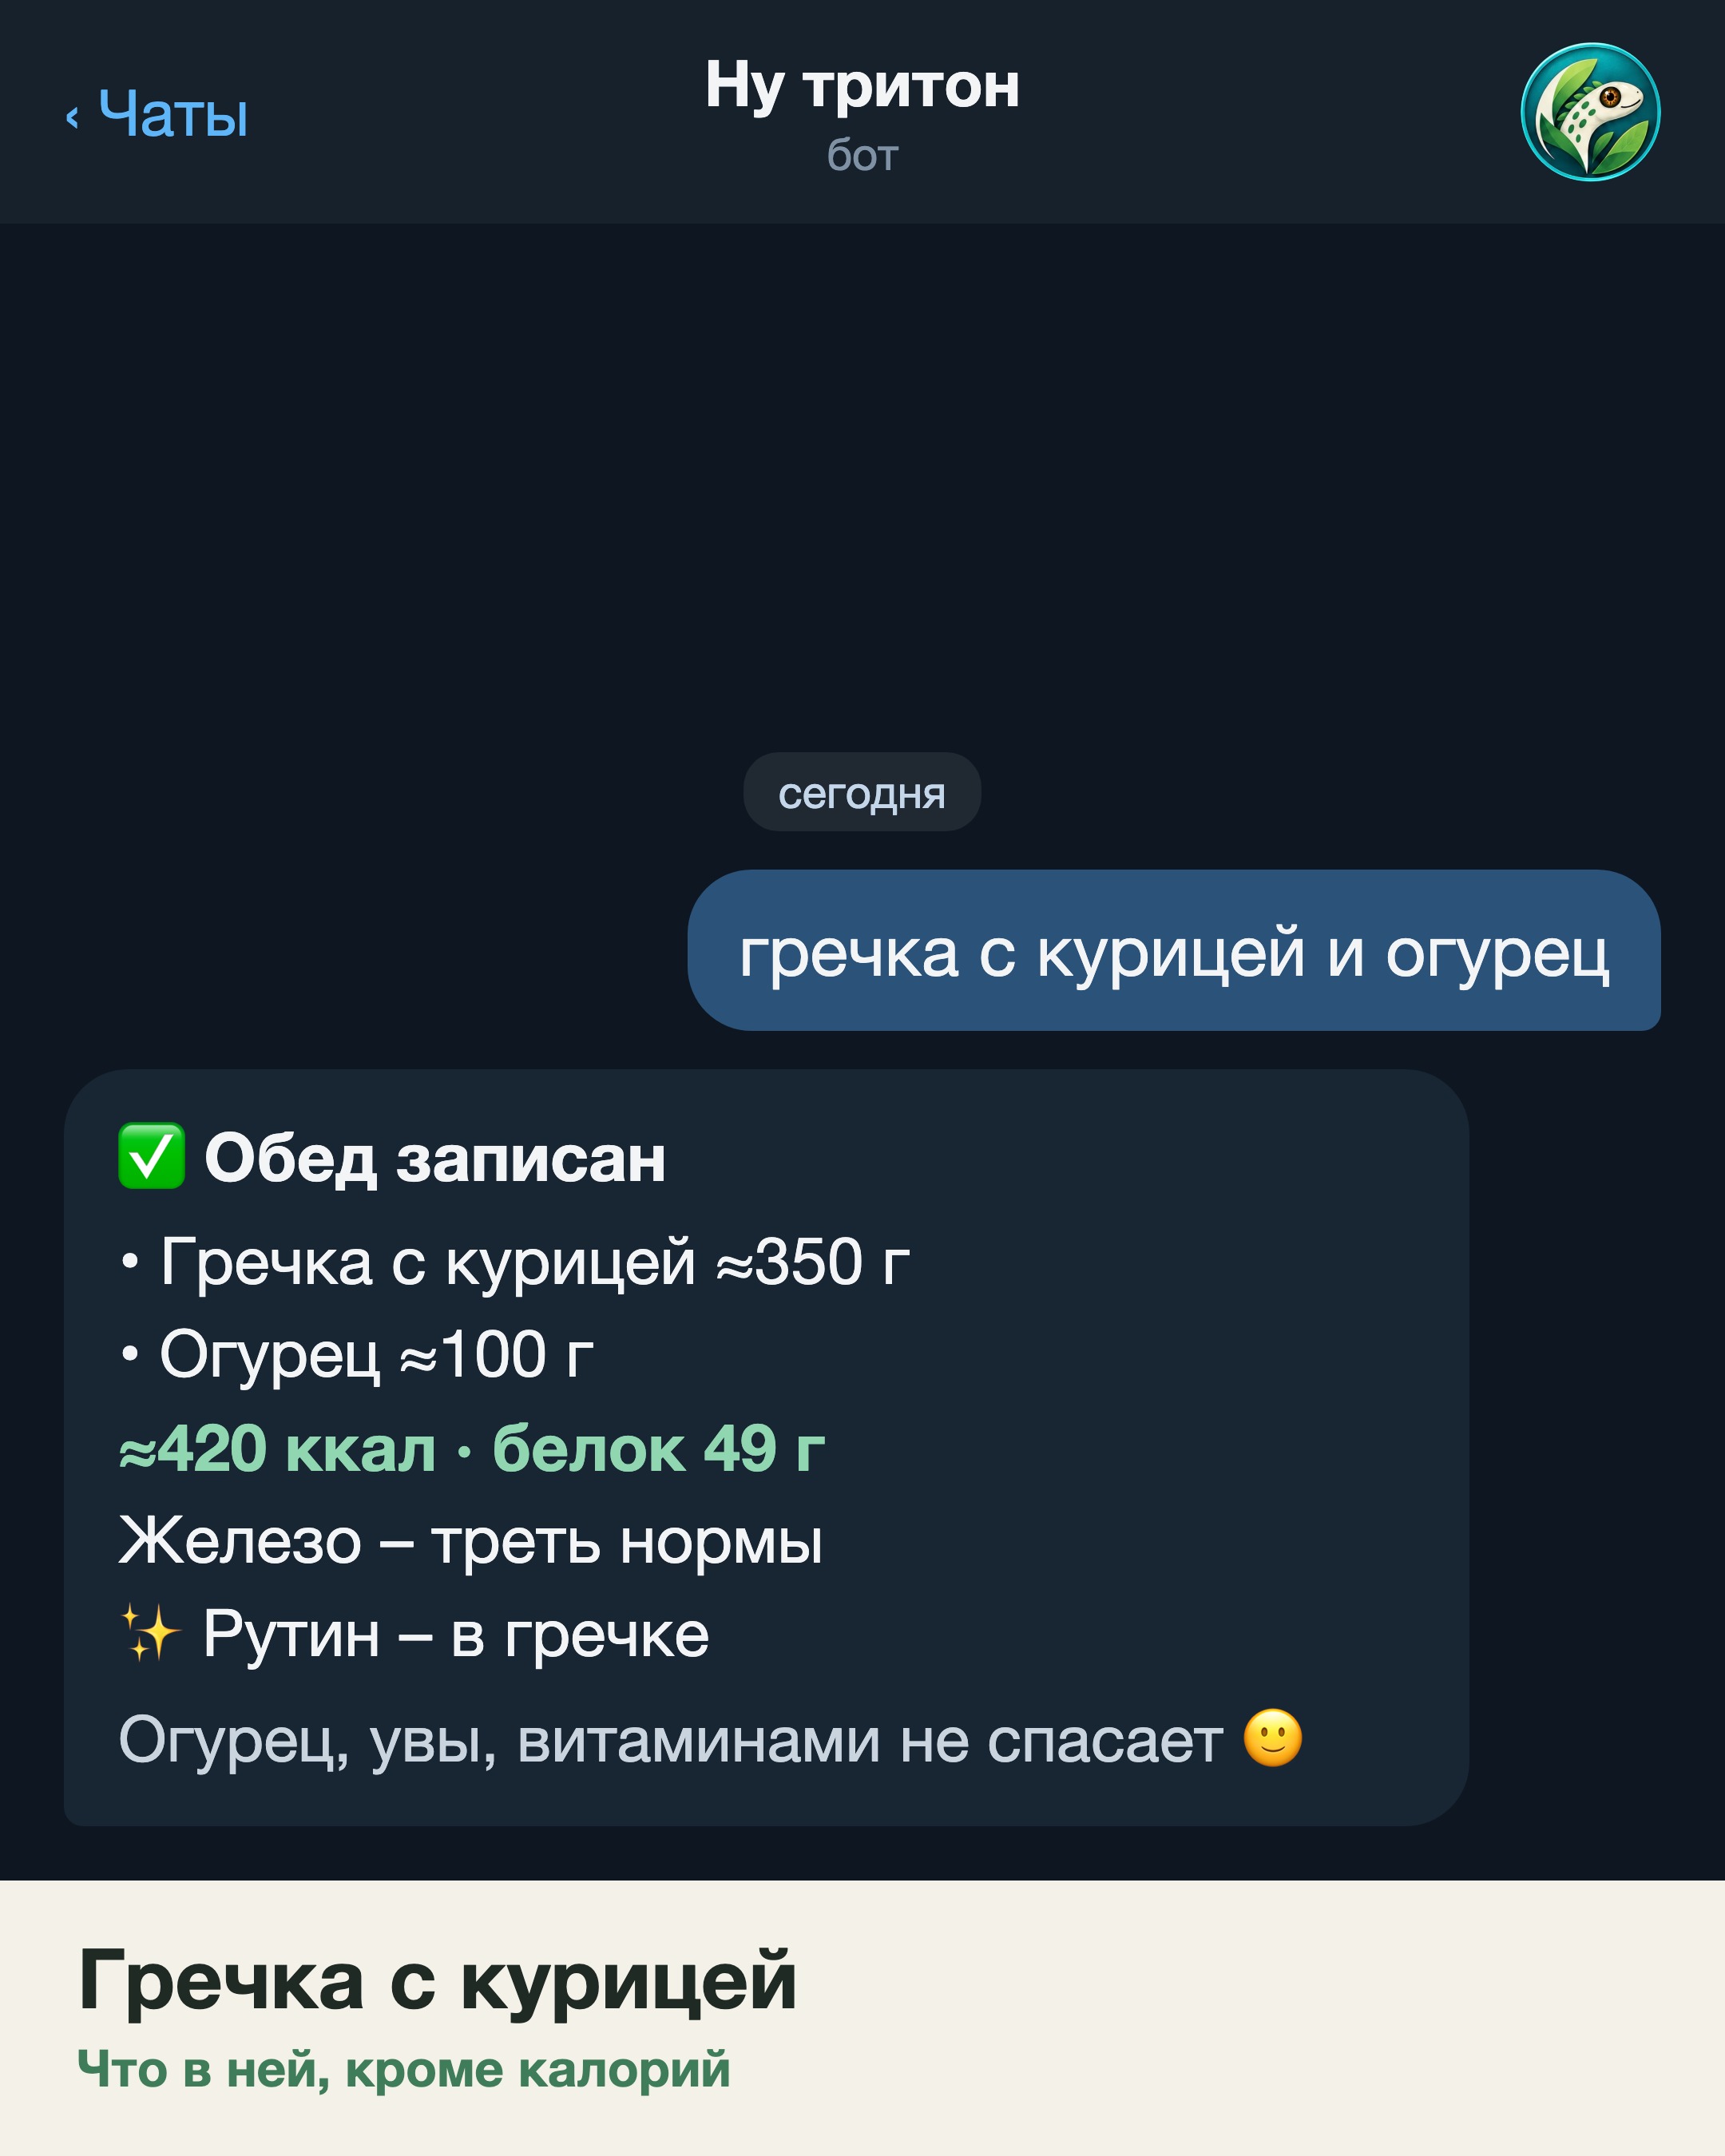 ‹ Чаты
Ну тритон
бот
сегодня
гречка с курицей и огурец
✅ Обед записан
• Гречка с курицей ≈350 г
• Огурец ≈100 г
≈420 ккал · белок 49 г
Железо – треть нормы
✨ Рутин – в гречке
Огурец, увы, витаминами не спасает 🙂
Гречка с курицей
Что в ней, кроме калорий